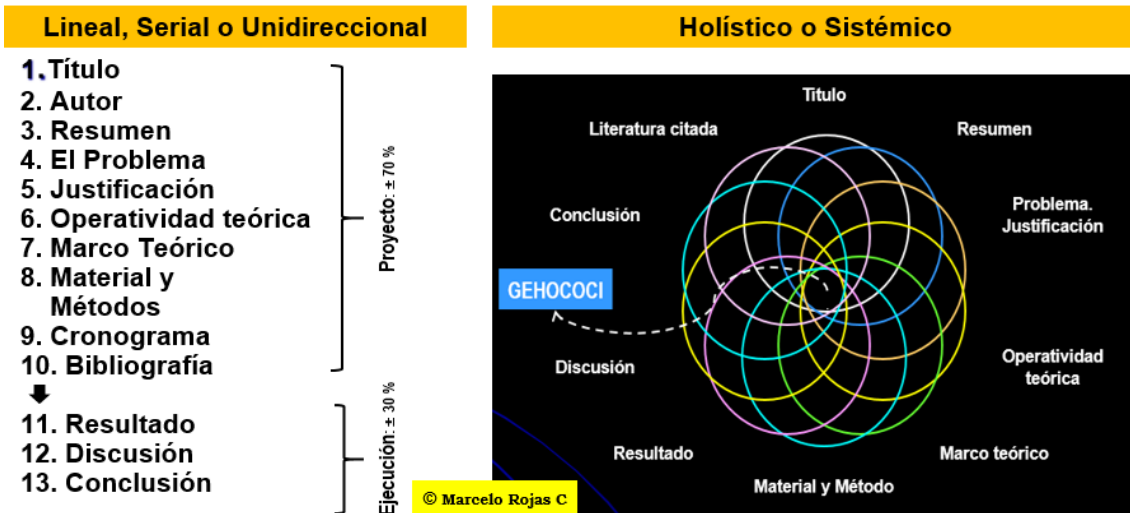 Lineal, Serial o Unidireccional
1.Título
2. Autor
3. Resumen
4. El Problema
5. Justificación
6. Operatividad teórica
7. Marco Teórico
8. Material y
Métodos
9. Cronograma
10. Bibliografía
11. Resultado
12. Discusión
13. Conclusión
Proyecto: ± 70 %
Ejecución: ± 30 %
Holístico o Sistémico
Titulo
Literatura citada
Resumen
Conclusión
Problema.
Justificación
GEHOCOCI
Discusión
Operatividad
teórica
Resultado
Marco teórico
Material y Método
© Marcelo Rojas C